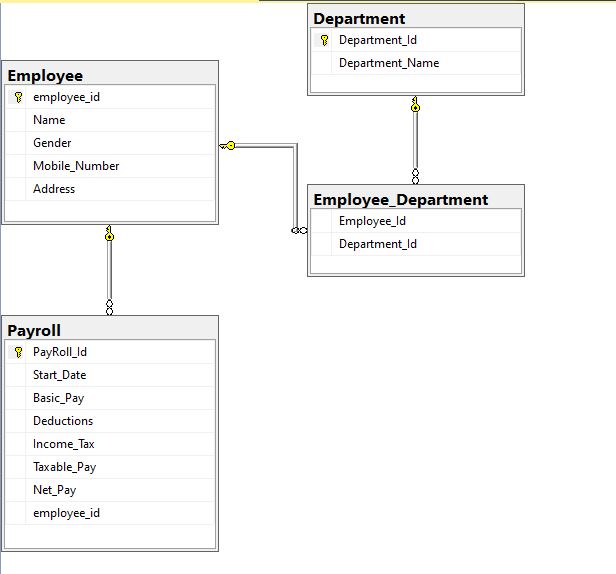 Department
Department_Id
Department_Name
Employee
employee_id
Name
Gender
Mobile_Number
Address
Employee_Department
Employee_Id
Department_Id
Payroll
PayRoll_Id
Start_Date
Basic_Pay
Deductions
Income_Tax
Taxable_Pay
Net_Pay
employee_id